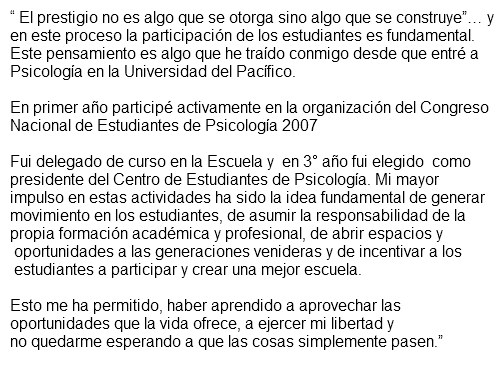 “ El prestigio no es algo que se otorga sino algo que se construye”… y
en este proceso la participación de los estudiantes es fundamental.
Este pensamiento es algo que he traído conmigo desde que entré a
Psicología en la Universidad del Pacífico.
En primer año participé activamente en la organización del Congreso
Nacional de Estudiantes de Psicología 2007
Fui delegado de curso en la Escuela y  en 3° año fui elegido  como
presidente del Centro de Estudiantes de Psicología. Mi mayor
impulso en estas actividades ha sido la idea fundamental de generar
movimiento en los estudiantes, de asumir la responsabilidad de la
propia formación académica y profesional, de abrir espacios y
oportunidades a las generaciones venideras y de incentivar a los
estudiantes a participar y crear una mejor escuela.
Esto me ha permitido, haber aprendido a aprovechar las
oportunidades que la vida ofrece, a ejercer mi libertad y
no quedarme esperando a que las cosas simplemente pasen.”